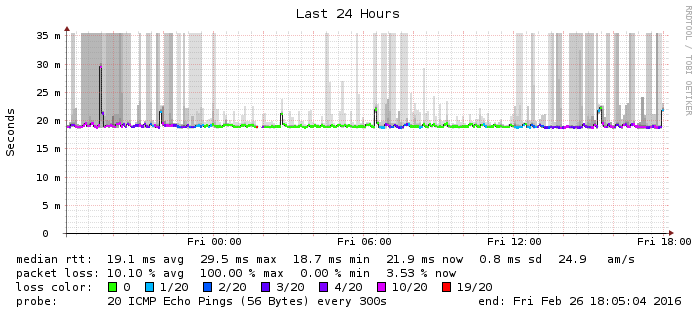 Last 24 Hours
RRDTOOL / TOBI OETIKER
Seconds
35 m
30 m
25 m
20 m
15 m
10 m
5 m
0
Fri 00:00 Fri 06:00 Fri 12:00 Fri 18:00
median rtt: 19.1 ms avg 29.5 ms max 18.7 ms min 21.9 ms now 0.8 ms sd 24.9 am/s
packet loss: 10.10 % avg 100.00 % max 0.00 % min 3.53 % now
loss color: 0 1/20 2/20 3/20 4/20 10/20 19/20
probe: 20 ICMP Echo Pings (56 Bytes) every 300s end: Fri Feb 26 18:05:04 2016